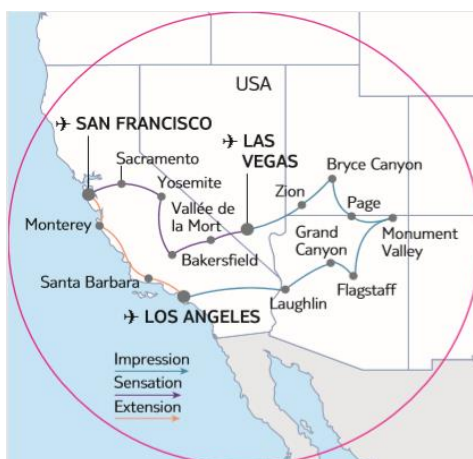 USA
✈ SAN FRANCISCO
Sacramento
Yosemite
✈ LAS
VEGAS
Bryce Canyon
Zion
Vallée de
la Mort
Page
Monterey
Bakersfield
Grand
Canyon
Monument
Valley
Santa Barbara
Laughlin
Flagstaff
✈ LOS ANGELES
Impression
Sensation
Extension